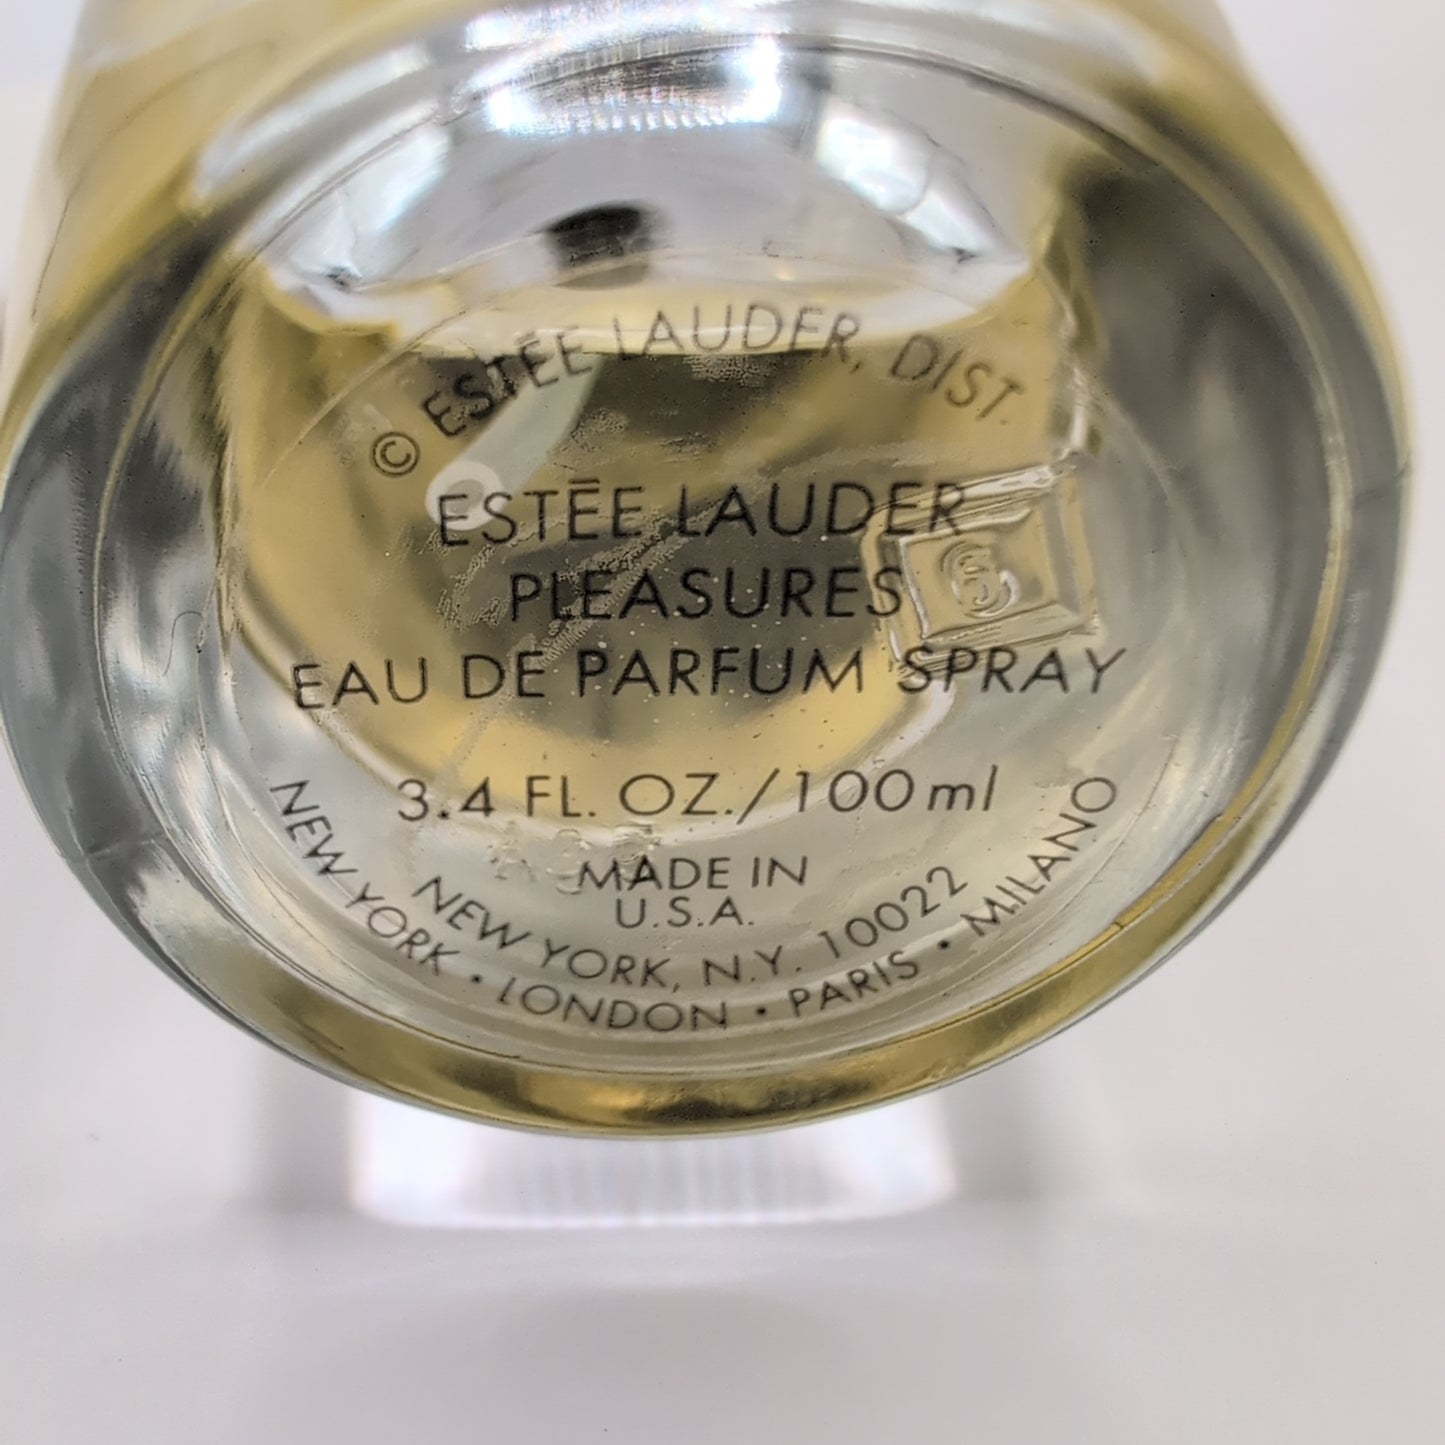 © ESTĒE LAUDER, DIST.
ESTĒE LAUDER
PLEASURES
EAU DE PARFUM SPRAY
3.4 FL. OZ./100ml
MADE IN
U.S.A.
NEW YORK, N.Y. 10022
NEW YORK • LONDON • PARIS • MILANO